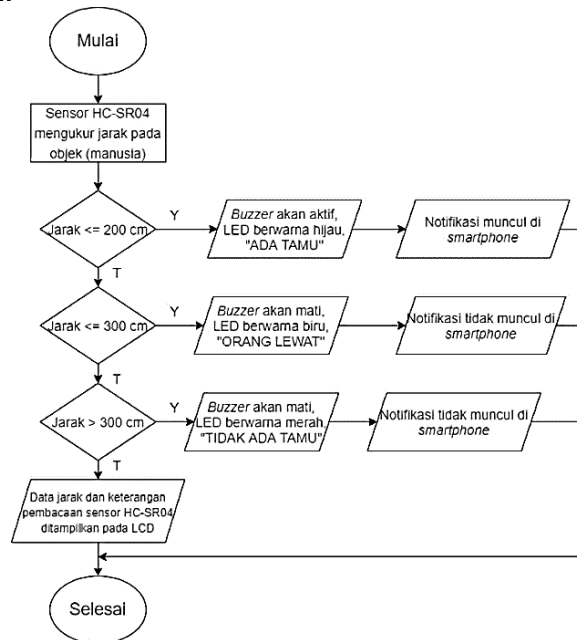 Mulai
Sensor HC-SR04
mengukur jarak pada
objek (manusia)
Jarak <= 200 cm
Y
Buzzer akan aktif,
LED berwarna hijau,
"ADA TAMU"
Notifikasi muncul di
smartphone
T
Jarak <= 300 cm
Y
Buzzer akan mati,
LED berwarna biru,
"ORANG LEWAT"
Notifikasi tidak muncul di
smartphone
T
Jarak > 300 cm
Y
Buzzer akan mati,
LED berwarna merah,
"TIDAK ADA TAMU"
Notifikasi tidak muncul di
smartphone
T
Data jarak dan keterangan
pembacaan sensor HC-SR04
ditampilkan pada LCD
Selesai